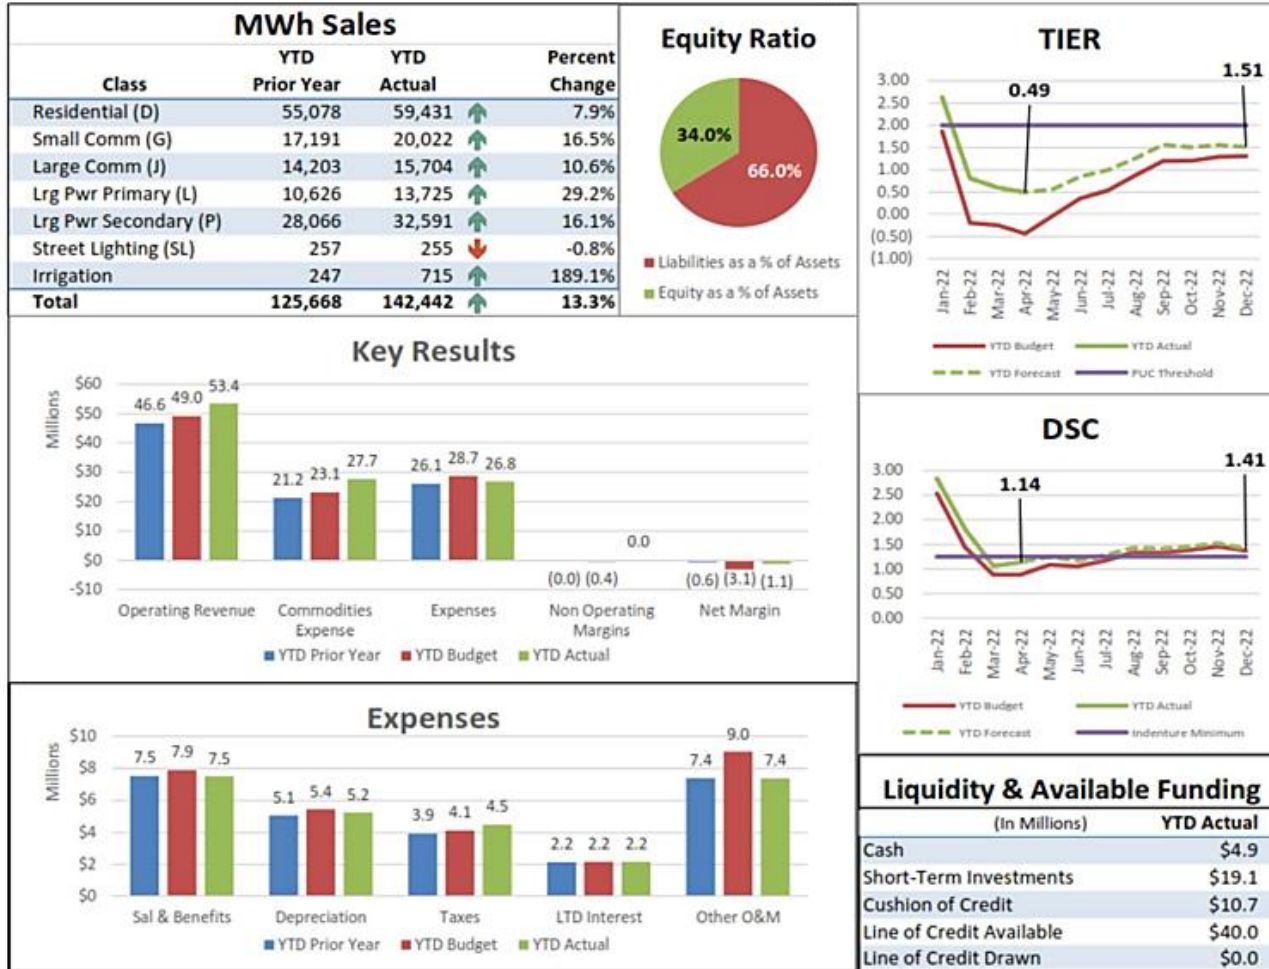 MWh Sales
YTD YTD Percent
Class Prior Year Actual Change
Residential (D) 55,078 59,431 7.9%
Small Comm (G) 17,191 20,022 16.5%
Large Comm (J) 14,203 15,704 10.6%
Lrg Pwr Primary (L) 10,626 13,725 29.2%
Lrg Pwr Secondary (P) 28,066 32,591 16.1%
Street Lighting (SL) 257 255 -0.8%
Irrigation 247 715 189.1%
Total 125,668 142,442 13.3%
Equity Ratio
34.0%
66.0%
Liabilities as a % of Assets
Equity as a % of Assets
TIER
1.51
0.49
3.00
2.50
2.00
1.50
1.00
0.50
0.00
(0.50)
(1.00)
Jan-22 Feb-22 Mar-22 Apr-22 May-22 Jun-22 Jul-22 Aug-22 Sep-22 Oct-22 Nov-22 Dec-22
YTD Budget YTD Actual
YTD Forecast PUC Threshold
Key Results
Millions
$60
$50
$40
$30
$20
$10
$0
-$10
46.6 49.0 53.4
21.2 23.1 27.7
26.1 28.7 26.8
(0.0) (0.4) 0.0
(0.6) (3.1) (1.1)
Operating Revenue Commodities Expenses Non Operating Net Margin
Expense Margins
YTD Prior Year YTD Budget YTD Actual
DSC
1.41
1.14
3.00
2.50
2.00
1.50
1.00
0.50
0.00
Jan-22 Feb-22 Mar-22 Apr-22 May-22 Jun-22 Jul-22 Aug-22 Sep-22 Oct-22 Nov-22 Dec-22
YTD Budget YTD Actual
YTD Forecast Indenture Minimum
Expenses
Millions
$10
$8
$6
$4
$2
$0
7.5 7.9 7.5
5.1 5.4 5.2
3.9 4.1 4.5
2.2 2.2 2.2
7.4 9.0 7.4
Sal & Benefits Depreciation Taxes LTD Interest Other O&M
YTD Prior Year YTD Budget YTD Actual
Liquidity & Available Funding
(In Millions) YTD Actual
Cash $4.9
Short-Term Investments $19.1
Cushion of Credit $10.7
Line of Credit Available $40.0
Line of Credit Drawn $0.0